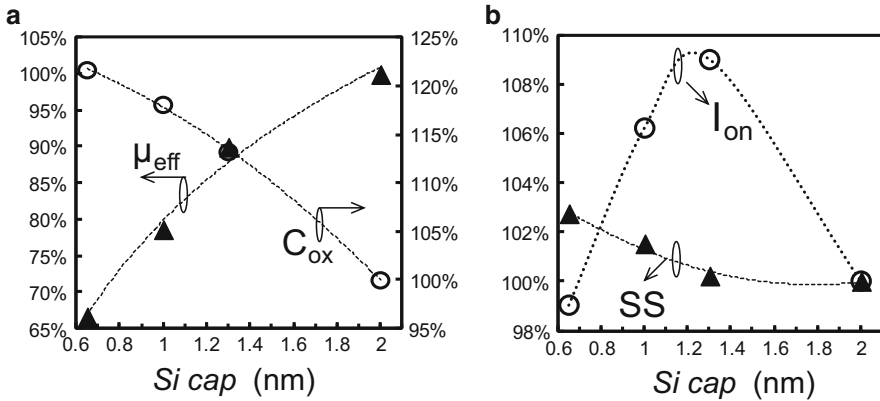 a
105%
100%
95%
90%
85%
80%
75%
70%
65%
125%
120%
115%
110%
105%
100%
95%
μeff
Cox
0.6 0.8 1 1.2 1.4 1.6 1.8 2
Si cap (nm)
b
110%
108%
106%
104%
102%
100%
98%
Ion
SS
0.6 0.8 1 1.2 1.4 1.6 1.8 2
Si cap (nm)